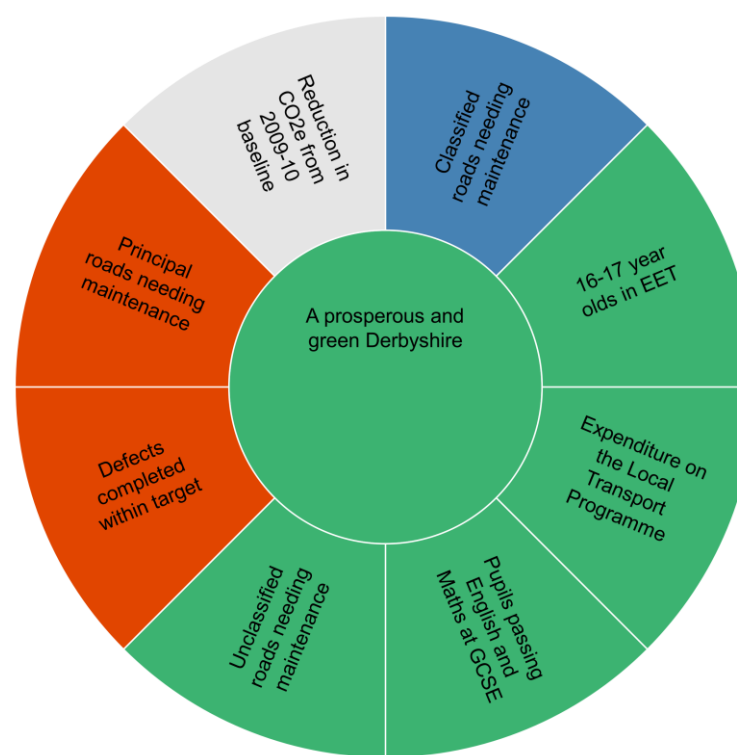 Reduction in
CO2e from
2009-10
baseline
Classified
roads needing
maintenance
Principal
roads needing
maintenance
16-17 year
olds in EET
A prosperous and
green Derbyshire
Defects
completed
within target
Expenditure on
the Local
Transport
Programme
Unclassified
roads needing
maintenance
Pupils passing
English and
Maths at GCSE